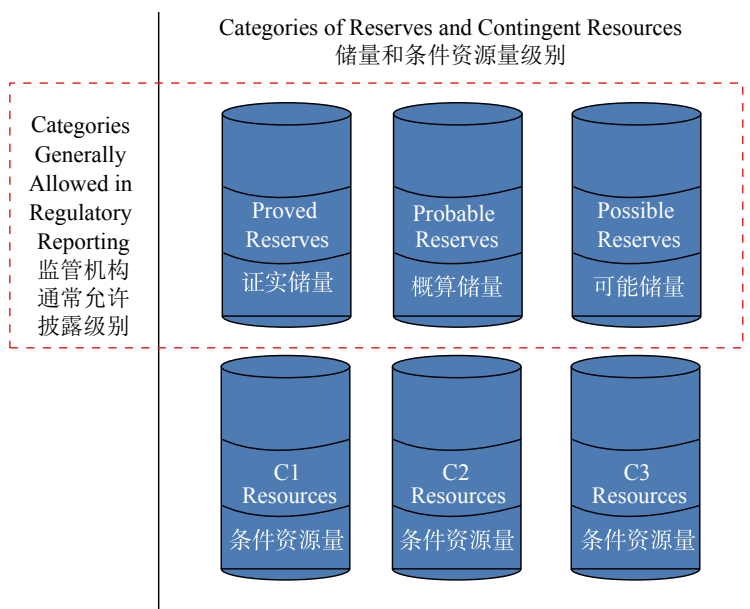 Categories of Reserves and Contingent Resources
储量和条件资源量级别
Categories
Generally
Allowed in
Regulatory
Reporting
监管机构
通常允许
披露级别
Proved
Reserves
证实储量
Probable
Reserves
概算储量
Possible
Reserves
可能储量
C1
Resources
条件资源量
C2
Resources
条件资源量
C3
Resources
条件资源量